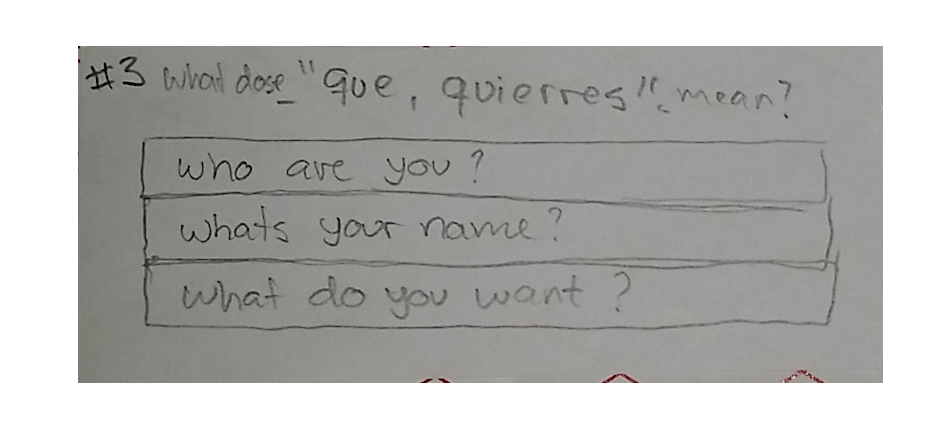 #3 what dose "que, quierres" mean?
who are you?
whats your name?
what do you want?